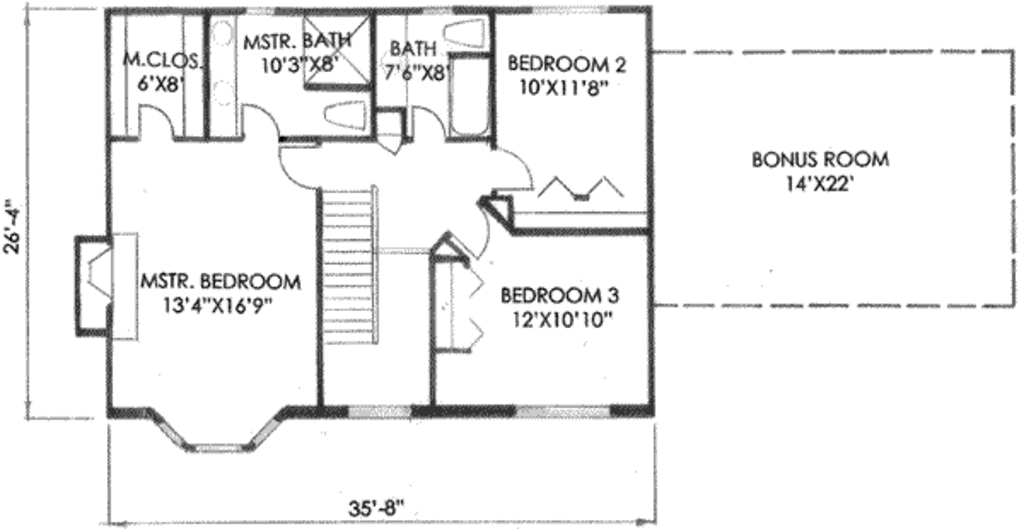 M.CLOS.
6'X8'
MSTR. BATH
10'3"X8'
BATH
7'6"X8'
BEDROOM 2
10'X11'8"
BONUS ROOM
14'X22'
26'-4"
MSTR. BEDROOM
13'4"X16'9"
BEDROOM 3
12'X10'10"
35'-8"